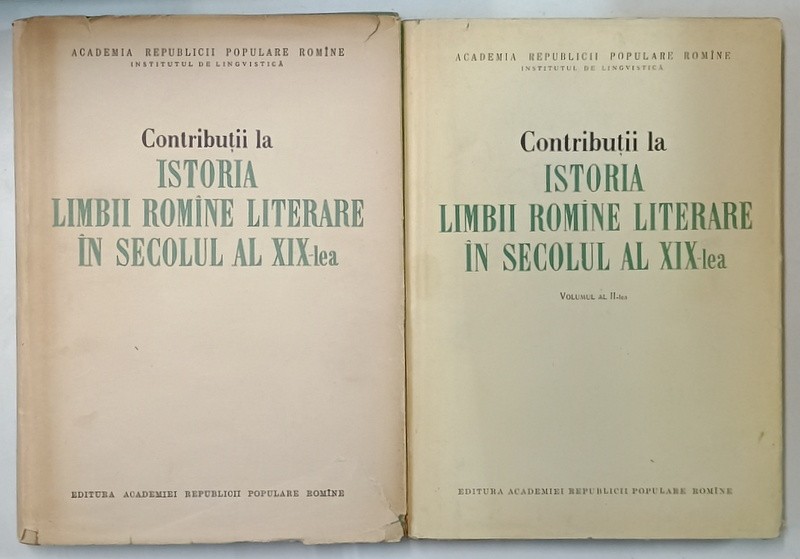 ACADEMIA REPUBLICII POPULARE ROMÎNE
INSTITUTUL DE LINGVISTICĂ
Contribuții la
ISTORIA
LIMBII ROMÎNE LITERARE
ÎN SECOLUL AL XIX-lea
EDITURA ACADEMIEI REPUBLICII POPULARE ROMÎNE
ACADEMIA REPUBLICII POPULARE ROMÎNE
INSTITUTUL DE LINGVISTICĂ
Contribuții la
ISTORIA
LIMBII ROMÎNE LITERARE
ÎN SECOLUL AL XIX-lea
VOLUMUL AL II-lea
EDITURA ACADEMIEI REPUBLICII POPULARE ROMÎNE